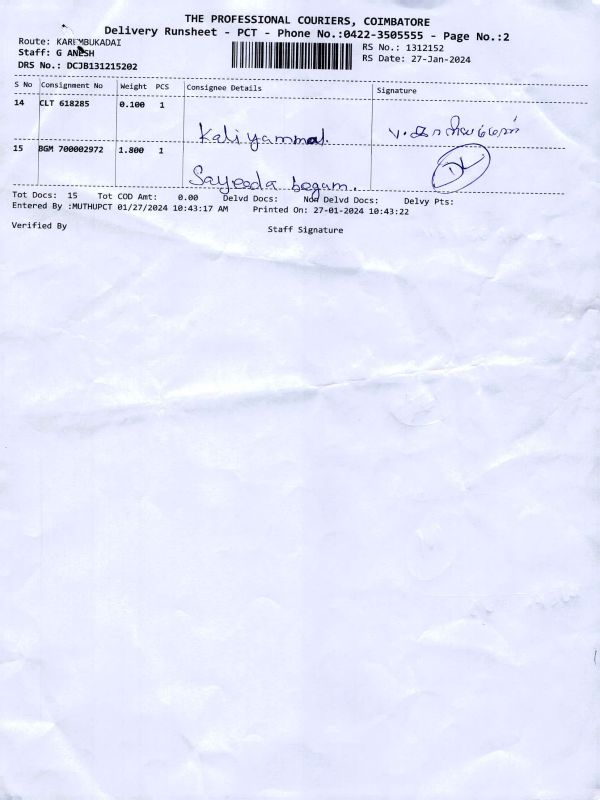 THE PROFESSIONAL COURIERS, COIMBATORE
Delivery Runsheet - PCT - Phone No.:0422-3505555 - Page No.:2
Route: KARUMBUKADAI
RS No.: 1312152
Staff: G ANESH
RS Date: 27-Jan-2024
DRS No.: DCJB131215202
S No Consignment No Weight PCS Consignee Details Signature
14 CLT 618285 0.100 1
Kaliyammal.
15 BGM 700002972 1.800 1
Sayeeda begum.
Tot Docs: 15 Tot COD Amt: 0.00 Delvd Docs: Non Delvd Docs: Delvy Pts:
Entered By :MUTHUPCT 01/27/2024 10:43:17 AM Printed On: 27-01-2024 10:43:22
Verified By Staff Signature